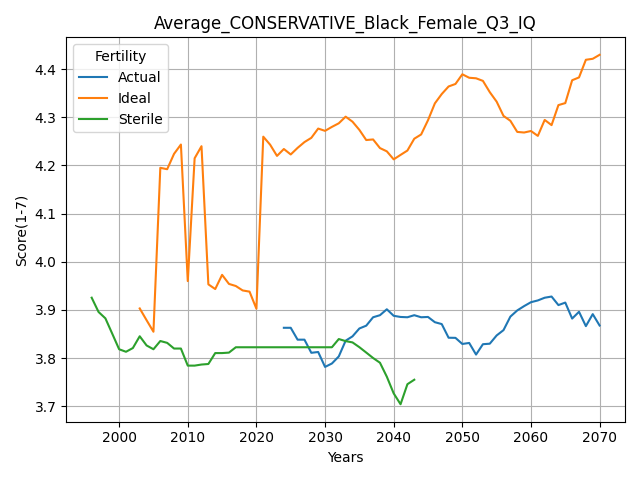 Average_CONSERVATIVE_Black_Female_Q3_IQ
Fertility
Actual
Ideal
Sterile
Score(1-7)
4.4
4.3
4.2
4.1
4.0
3.9
3.8
3.7
2000 2010 2020 2030 2040 2050 2060 2070
Years